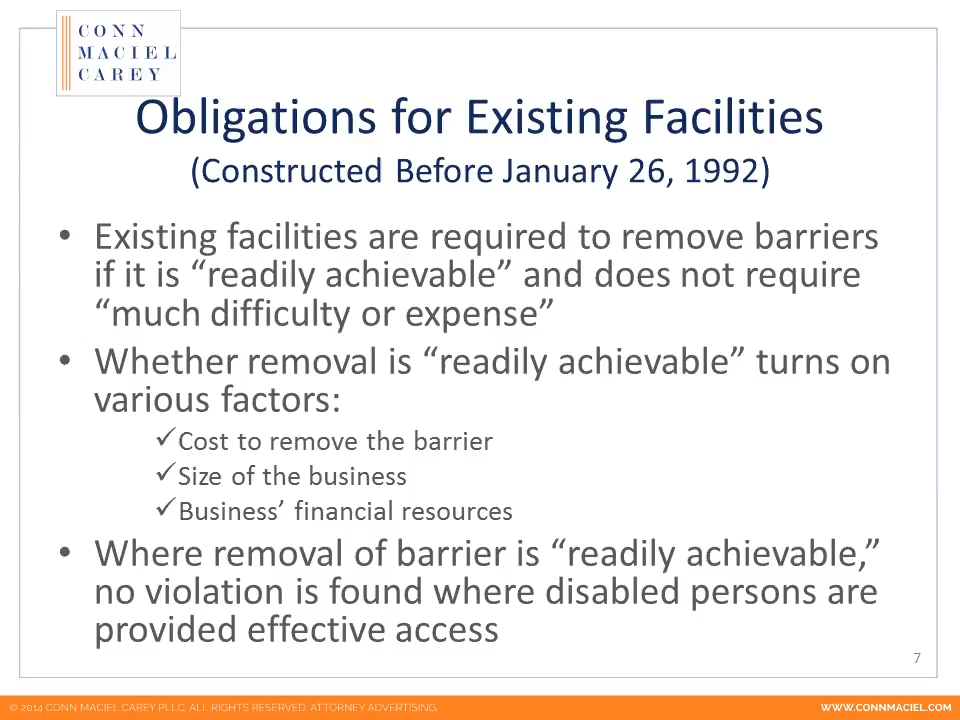 CONN
MACIEL
CAREY
Obligations for Existing Facilities
(Constructed Before January 26, 1992)
• Existing facilities are required to remove barriers
if it is “readily achievable” and does not require
“much difficulty or expense”
• Whether removal is “readily achievable” turns on
various factors:
✓Cost to remove the barrier
✓Size of the business
✓Business’ financial resources
• Where removal of barrier is “readily achievable,”
no violation is found where disabled persons are
provided effective access
7
© 2014 CONN MACIEL CAREY PLLC. ALL RIGHTS RESERVED. ATTORNEY ADVERTISING.
WWW.CONNMACIEL.COM